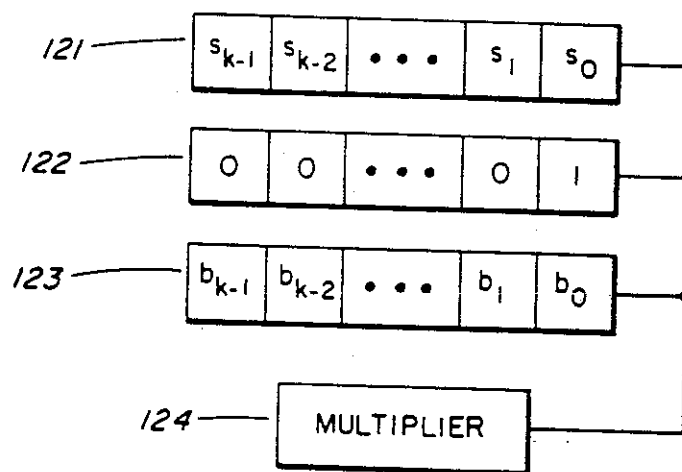 121 s_{k-1} s_{k-2} ••• s_1 s_0
122 0 0 ••• 0 1
123 b_{k-1} b_{k-2} ••• b_1 b_0
124 MULTIPLIER